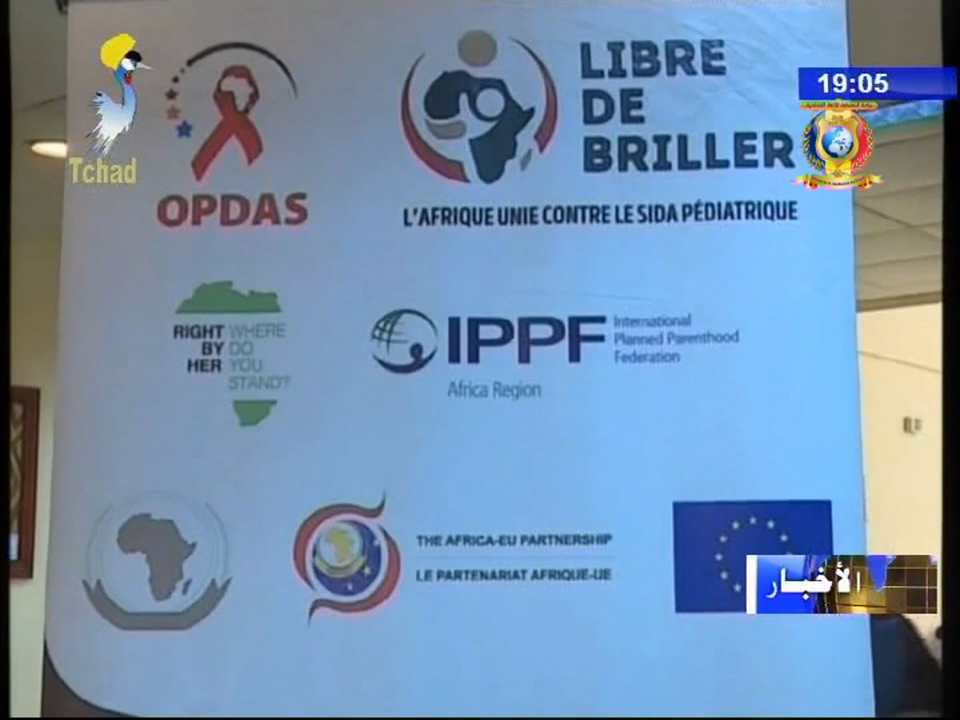 Tchad
OPDAS
LIBRE
DE
BRILLER
L'AFRIQUE UNIE CONTRE LE SIDA PÉDIATRIQUE
19:05
RIGHT WHERE
BY DO
HER YOU
STAND?
IPPF
International
Planned Parenthood
Federation
Africa Region
THE AFRICA-EU PARTNERSHIP
LE PARTENARIAT AFRIQUE-UE
الأخبار